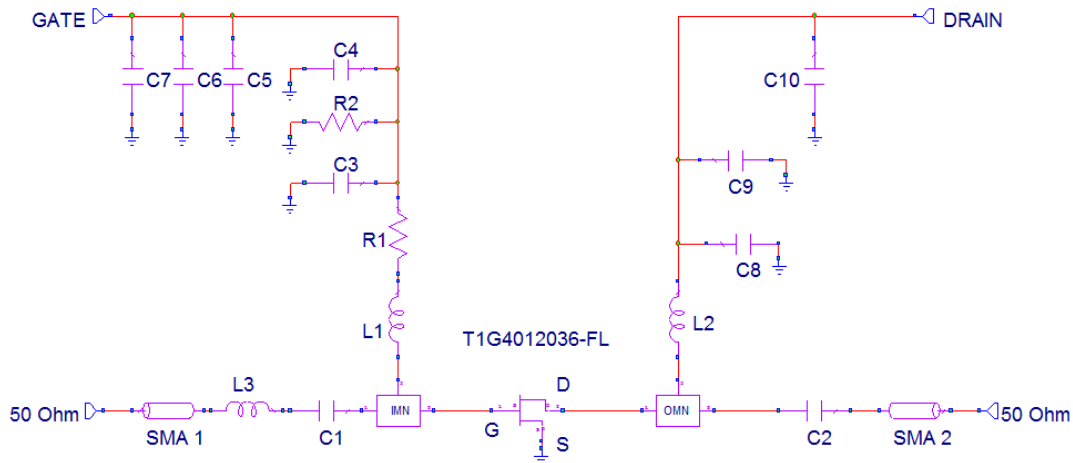 GATE
DRAIN
C4
C7 C6 C5
C10
R2
C3
C9
R1
C8
L1
L2
T1G4012036-FL
L3
D
50 Ohm
IMN
OMN
50 Ohm
SMA 1
C1
G
S
C2
SMA 2